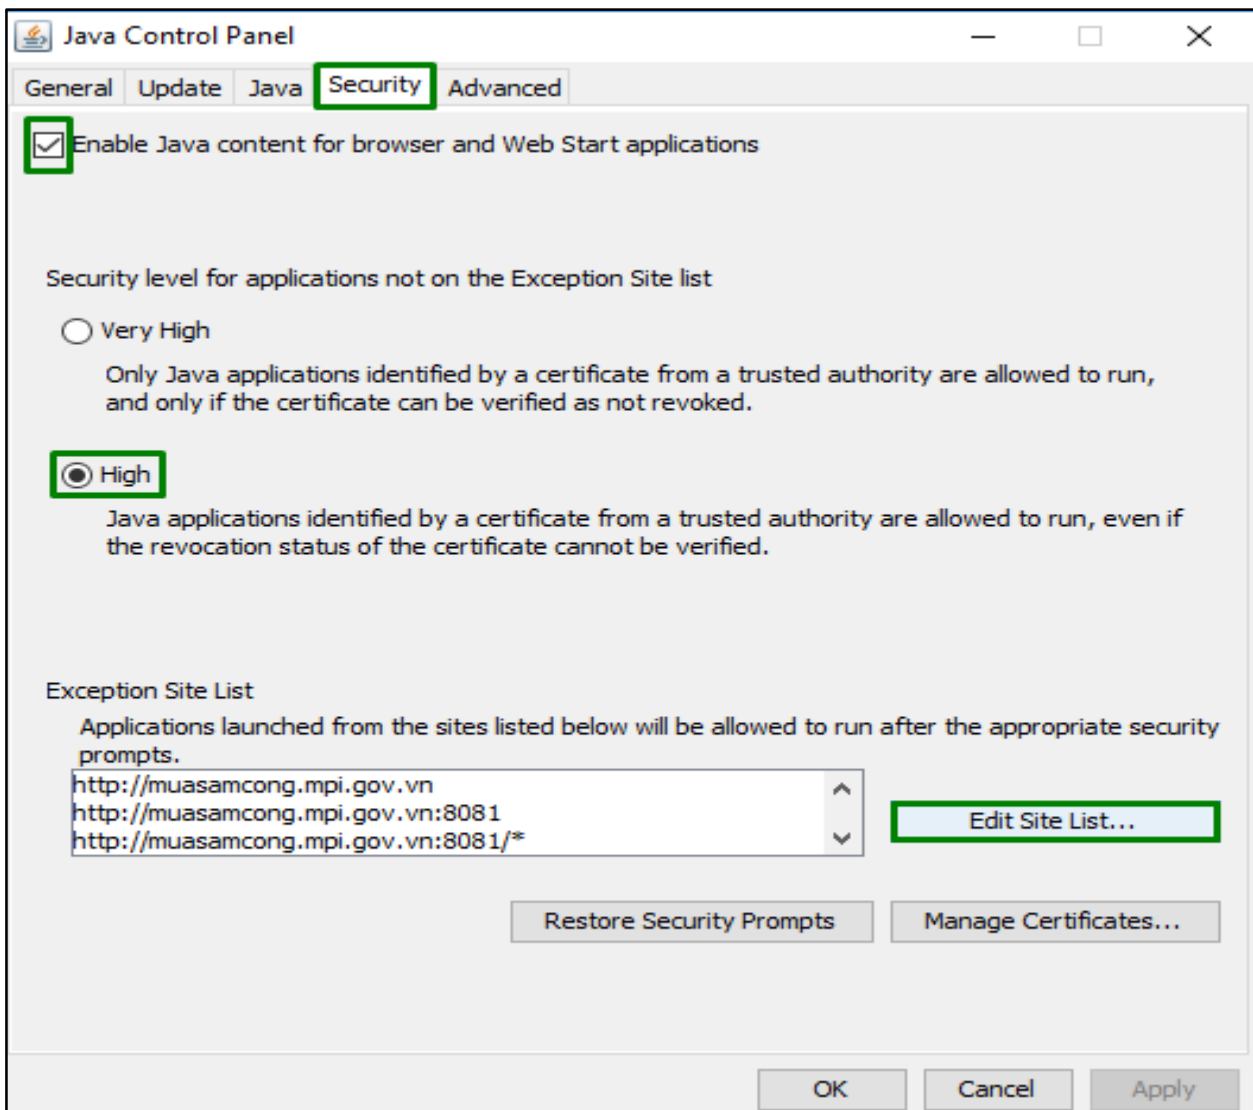 Java Control Panel
General Update Java Security Advanced
Enable Java content for browser and Web Start applications
Security level for applications not on the Exception Site list
Very High
Only Java applications identified by a certificate from a trusted authority are allowed to run,
and only if the certificate can be verified as not revoked.
High
Java applications identified by a certificate from a trusted authority are allowed to run, even if
the revocation status of the certificate cannot be verified.
Exception Site List
Applications launched from the sites listed below will be allowed to run after the appropriate security
prompts.
http://muasamcong.mpi.gov.vn
http://muasamcong.mpi.gov.vn:8081
http://muasamcong.mpi.gov.vn:8081/*
Edit Site List...
Restore Security Prompts Manage Certificates...
OK Cancel Apply